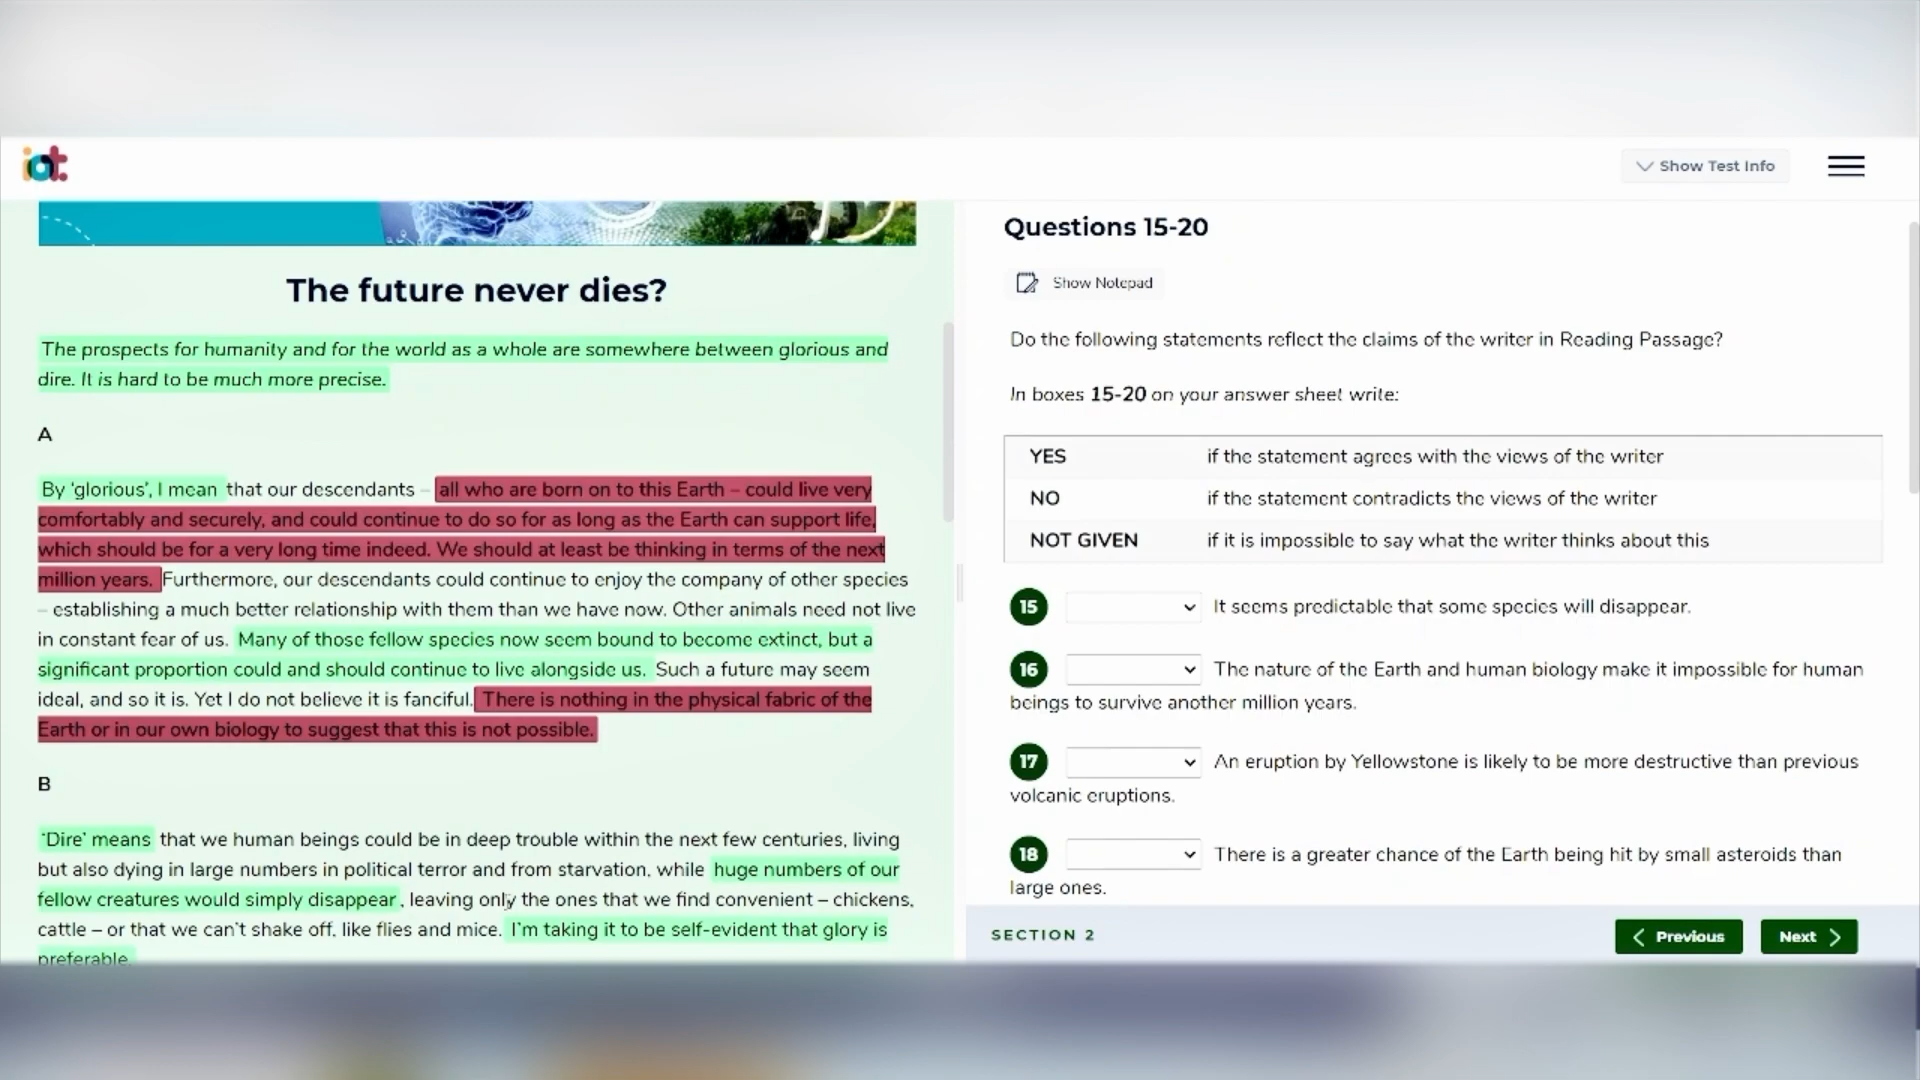 iot
Show Test Info
The future never dies?
The prospects for humanity and for the world as a whole are somewhere between glorious and
dire. It is hard to be much more precise.
A
By ‘glorious’, I mean that our descendants – all who are born on to this Earth – could live very
comfortably and securely, and could continue to do so for as long as the Earth can support life,
which should be for a very long time indeed. We should at least be thinking in terms of the next
million years. Furthermore, our descendants could continue to enjoy the company of other species
– establishing a much better relationship with them than we have now. Other animals need not live
in constant fear of us. Many of those fellow species now seem bound to become extinct, but a
significant proportion could and should continue to live alongside us. Such a future may seem
ideal, and so it is. Yet I do not believe it is fanciful. There is nothing in the physical fabric of the
Earth or in our own biology to suggest that this is not possible.
B
‘Dire’ means that we human beings could be in deep trouble within the next few centuries, living
but also dying in large numbers in political terror and from starvation, while huge numbers of our
fellow creatures would simply disappear, leaving only the ones that we find convenient – chickens,
cattle – or that we can’t shake off, like flies and mice. I’m taking it to be self-evident that glory is
preferable.
Questions 15-20
Show Notepad
Do the following statements reflect the claims of the writer in Reading Passage?
In boxes 15-20 on your answer sheet write:
YES if the statement agrees with the views of the writer
NO if the statement contradicts the views of the writer
NOT GIVEN if it is impossible to say what the writer thinks about this
15 It seems predictable that some species will disappear.
16 The nature of the Earth and human biology make it impossible for human
beings to survive another million years.
17 An eruption by Yellowstone is likely to be more destructive than previous
volcanic eruptions.
18 There is a greater chance of the Earth being hit by small asteroids than
large ones.
SECTION 2
Previous
Next